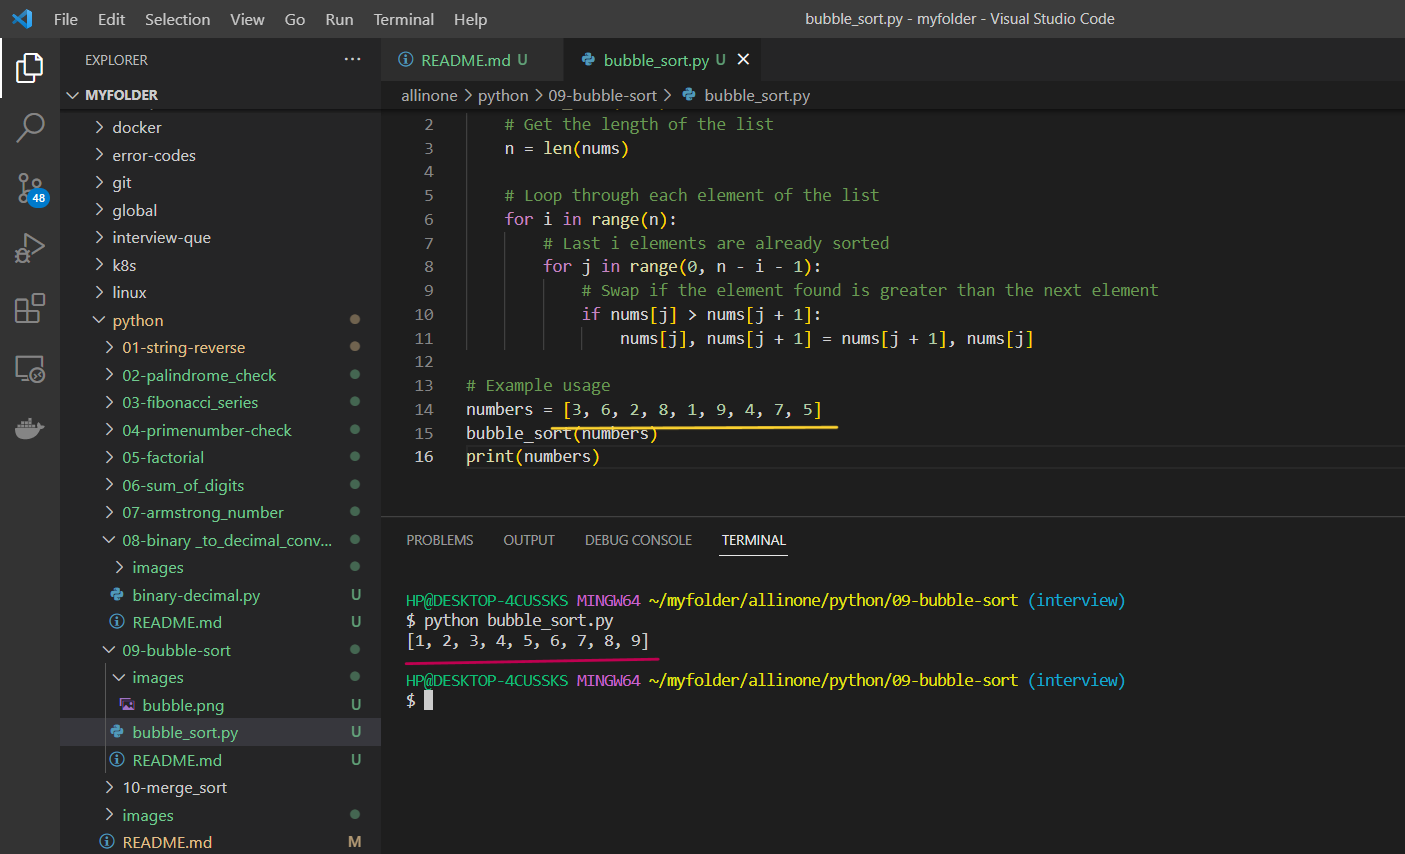 File Edit Selection View Go Run Terminal Help
bubble_sort.py - myfolder - Visual Studio Code
48
EXPLORER ...
MYFOLDER
docker
error-codes
git
global
interview-que
k8s
linux
python
01-string-reverse
02-palindrome_check
03-fibonacci_series
04-primenumber-check
05-factorial
06-sum_of_digits
07-armstrong_number
08-binary _to_decimal_conv...
images
binary-decimal.py U
README.md U
09-bubble-sort
images
bubble.png U
bubble_sort.py U
README.md U
10-merge_sort
images
README.md M
README.md U
bubble_sort.py U
allinone > python > 09-bubble-sort > bubble_sort.py
2 # Get the length of the list
3 n = len(nums)
4
5 # Loop through each element of the list
6 for i in range(n):
7 # Last i elements are already sorted
8 for j in range(0, n - i - 1):
9 # Swap if the element found is greater than the next element
10 if nums[j] > nums[j + 1]:
11 nums[j], nums[j + 1] = nums[j + 1], nums[j]
12
13 # Example usage
14 numbers = [3, 6, 2, 8, 1, 9, 4, 7, 5]
15 bubble_sort(numbers)
16 print(numbers)
PROBLEMS OUTPUT DEBUG CONSOLE TERMINAL
HP@DESKTOP-4CUSSKS MINGW64 ~/myfolder/allinone/python/09-bubble-sort (interview)
$ python bubble_sort.py
[1, 2, 3, 4, 5, 6, 7, 8, 9]
HP@DESKTOP-4CUSSKS MINGW64 ~/myfolder/allinone/python/09-bubble-sort (interview)
$